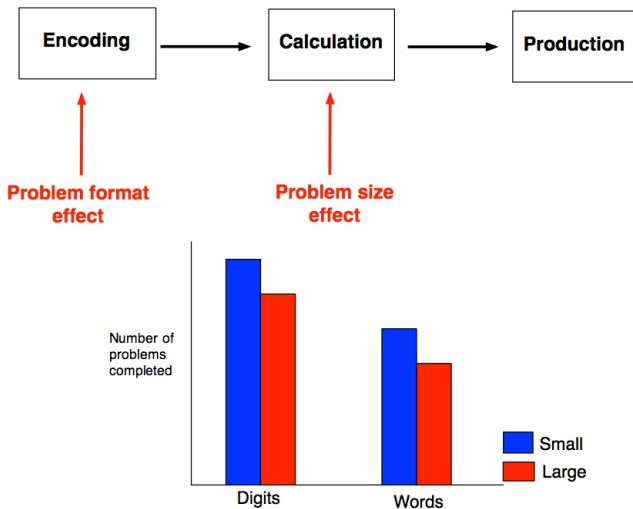 Encoding
Calculation
Production
Problem format
effect
Problem size
effect
Number of
problems
completed
Small
Large
Digits
Words